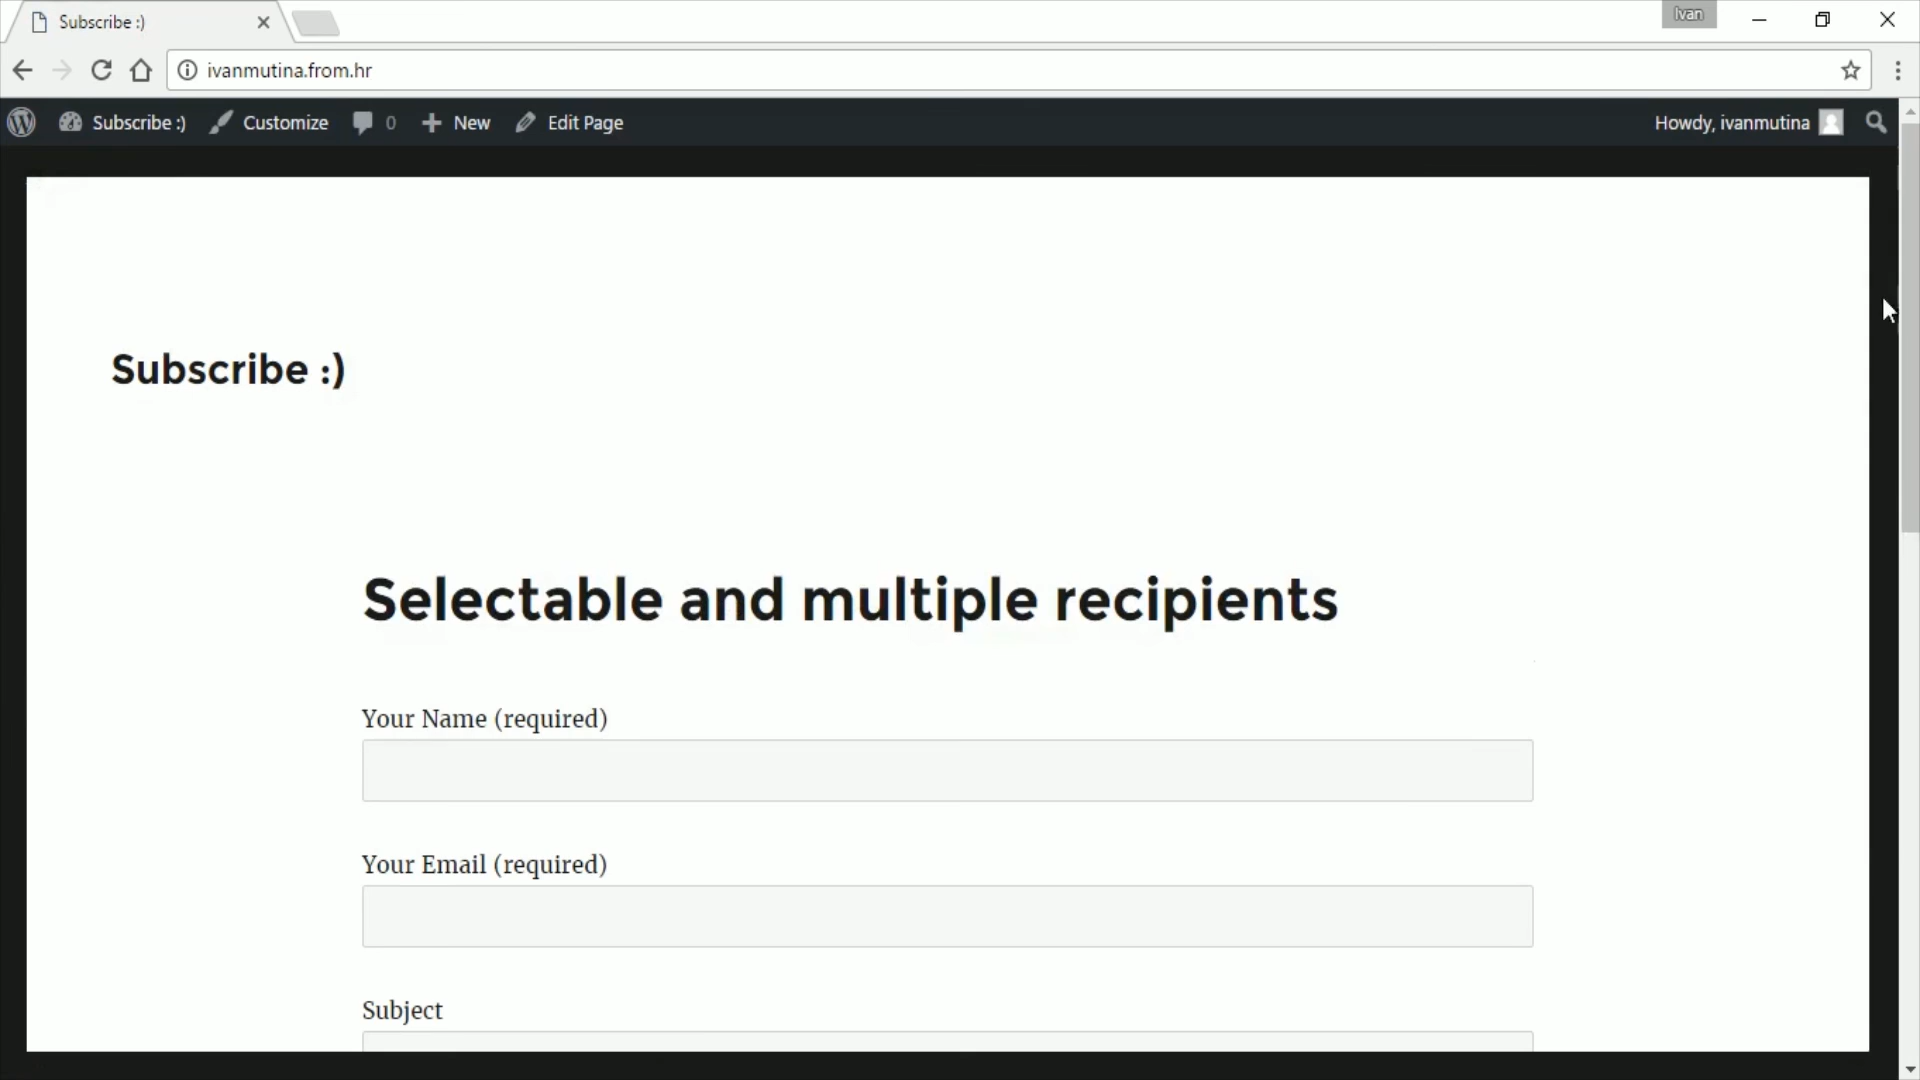 Subscribe :)
Ivan
ivanmutina.from.hr
Subscribe :) Customize 0 New Edit Page Howdy, ivanmutina
Subscribe :)
Selectable and multiple recipients
Your Name (required)
Your Email (required)
Subject